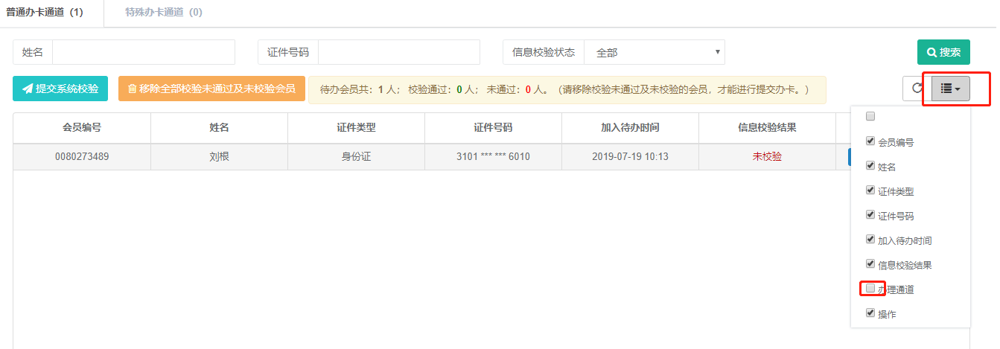 普通办卡通道（1）
特殊办卡通道（0）
姓名
证件号码
信息校验状态 全部
搜索
提交系统校验
移除全部校验未通过及未校验会员
待办会员共：1 人； 校验通过：0 人； 未通过：0 人。（请移除校验未通过及未校验的会员，才能进行提交办卡。）
会员编号 姓名 证件类型 证件号码 加入待办时间 信息校验结果
0080273489 刘根 身份证 3101 *** *** 6010 2019-07-19 10:13 未校验
会员编号
姓名
证件类型
证件号码
加入待办时间
信息校验结果
办理通道
操作